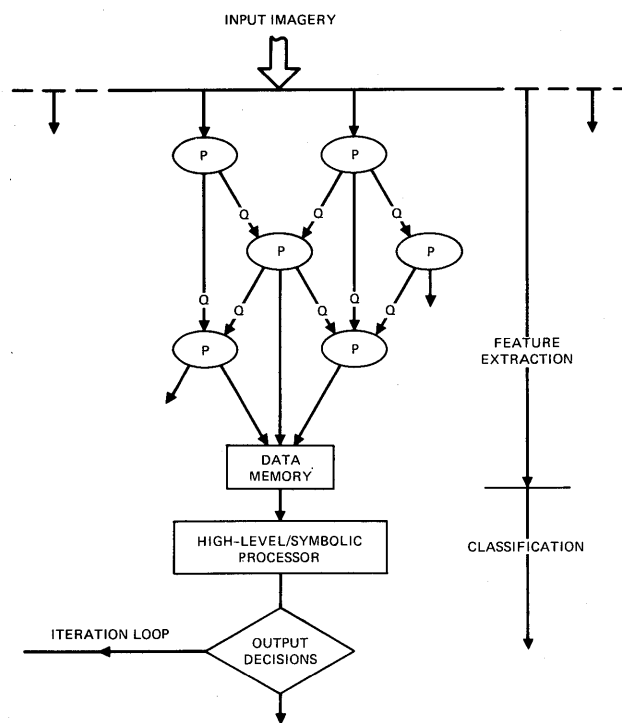 INPUT IMAGERY
P
P
Q
Q
Q
P
P
Q
Q
Q
Q
Q
P
P
FEATURE
EXTRACTION
DATA
MEMORY
HIGH-LEVEL/SYMBOLIC
PROCESSOR
CLASSIFICATION
ITERATION LOOP
OUTPUT
DECISIONS